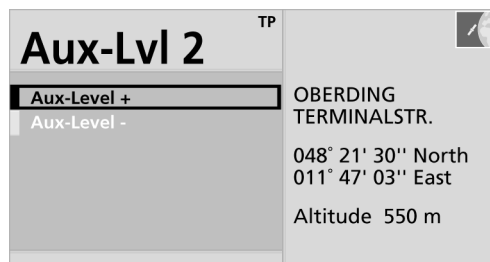 TP
Aux-Lvl 2
Aux-Level +
Aux-Level -
OBERDING
TERMINALSTR.
048° 21' 30'' North
011° 47' 03'' East
Altitude 550 m